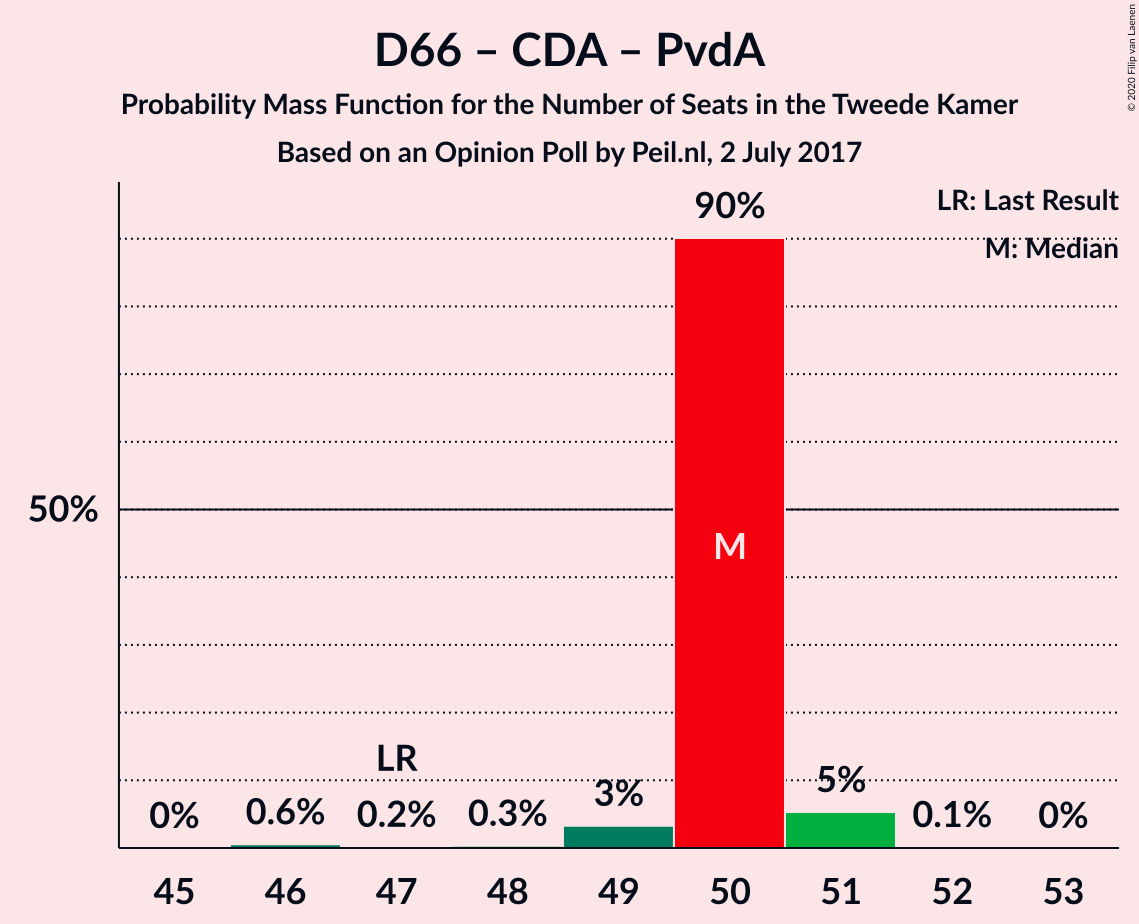 D66 – CDA – PvdA
Probability Mass Function for the Number of Seats in the Tweede Kamer
Based on an Opinion Poll by Peil.nl, 2 July 2017
© 2020 Filip van Laenen
LR: Last Result
M: Median
90%
50%
M
LR
0% 0.6% 0.2% 0.3% 3% 5% 0.1% 0%
45 46 47 48 49 50 51 52 53